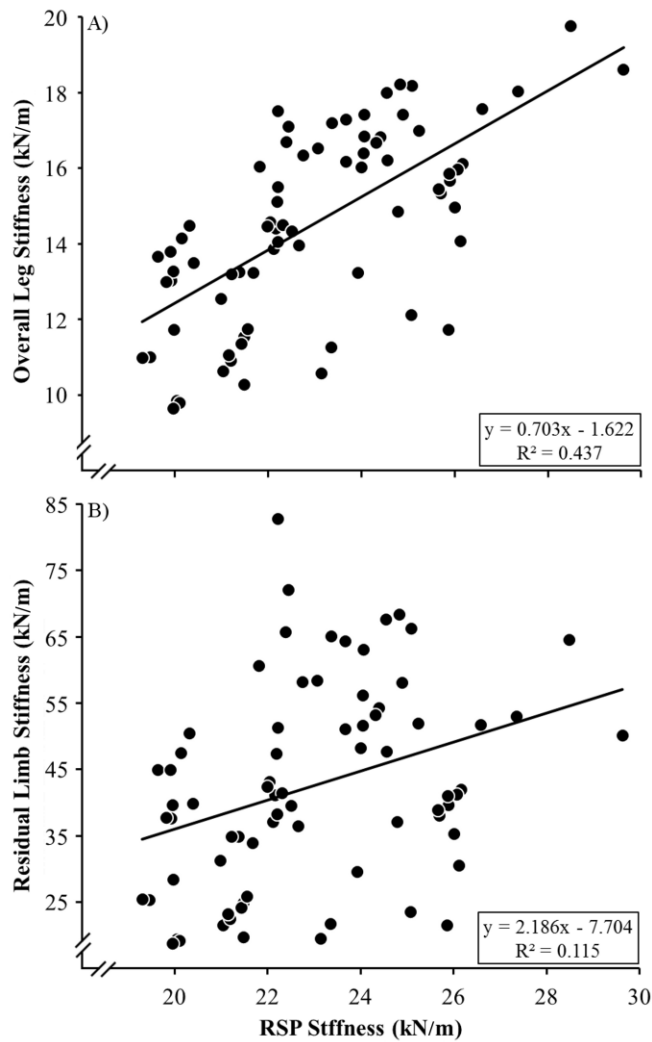 A)
20
18
16
14
12
10
Overall Leg Stiffness (kN/m)
y = 0.703x - 1.622
R² = 0.437
B)
85
75
65
55
45
35
25
Residual Limb Stiffness (kN/m)
y = 2.186x - 7.704
R² = 0.115
20 22 24 26 28 30
RSP Stffness (kN/m)